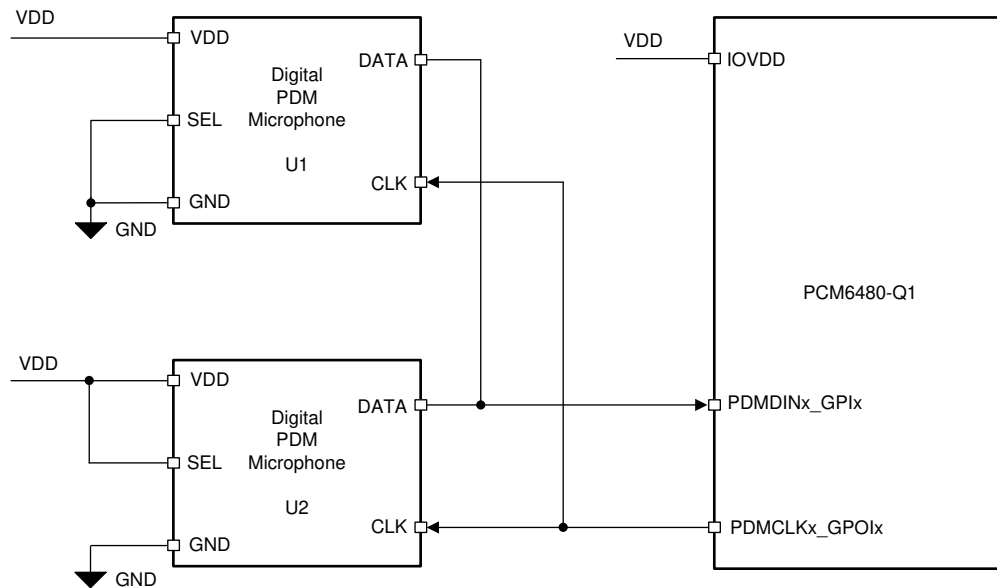 VDD
VDD
DATA
Digital
PDM
Microphone
SEL
U1
CLK
GND
GND
VDD
IOVDD
PCM6480-Q1
VDD
VDD
DATA
Digital
PDM
Microphone
SEL
U2
CLK
GND
GND
PDMDINx_GPIx
PDMCLKx_GPOIx